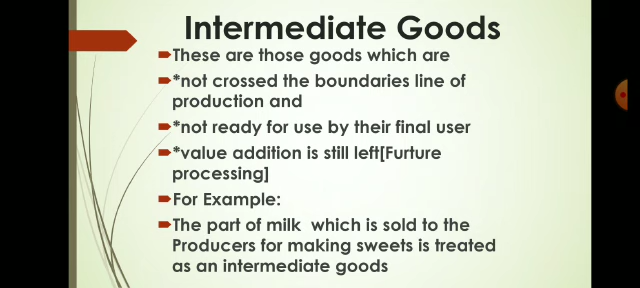 Intermediate Goods
These are those goods which are
*not crossed the boundaries line of
production and
*not ready for use by their final user
*value addition is still left[Furture
processing]
For Example:
The part of milk which is sold to the
Producers for making sweets is treated
as an intermediate goods